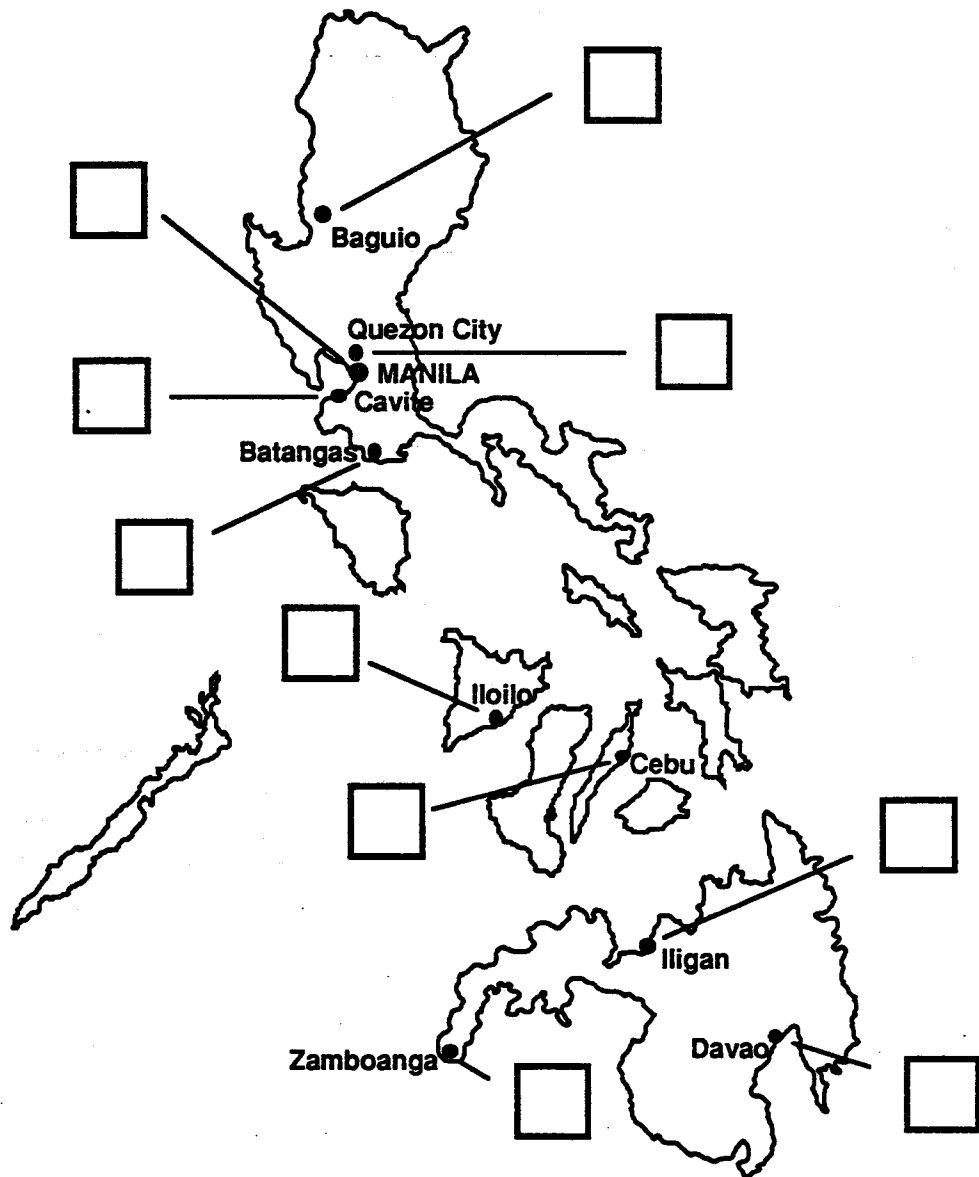 Baguio
Quezon City
MANILA
Cavite
Batangas
Iloilo
Cebu
Iligan
Davao
Zamboanga